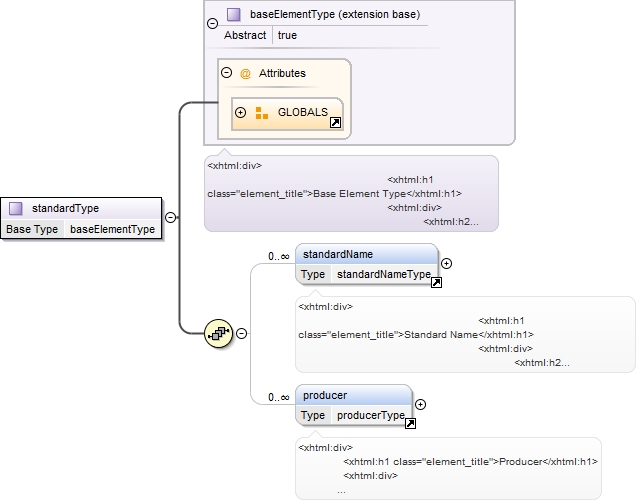 baseElementType (extension base)
Abstract true
@ Attributes
GLOBALS
<xhtml:div>
<xhtml:h1
class="element_title">Base Element Type</xhtml:h1>
<xhtml:div>
<xhtml:h2...
standardType
Base Type baseElementType
0..∞
standardName
Type standardNameType
<xhtml:div>
<xhtml:h1
class="element_title">Standard Name</xhtml:h1>
<xhtml:div>
<xhtml:h2...
0..∞
producer
Type producerType
<xhtml:div>
<xhtml:h1 class="element_title">Producer</xhtml:h1>
<xhtml:div>
...